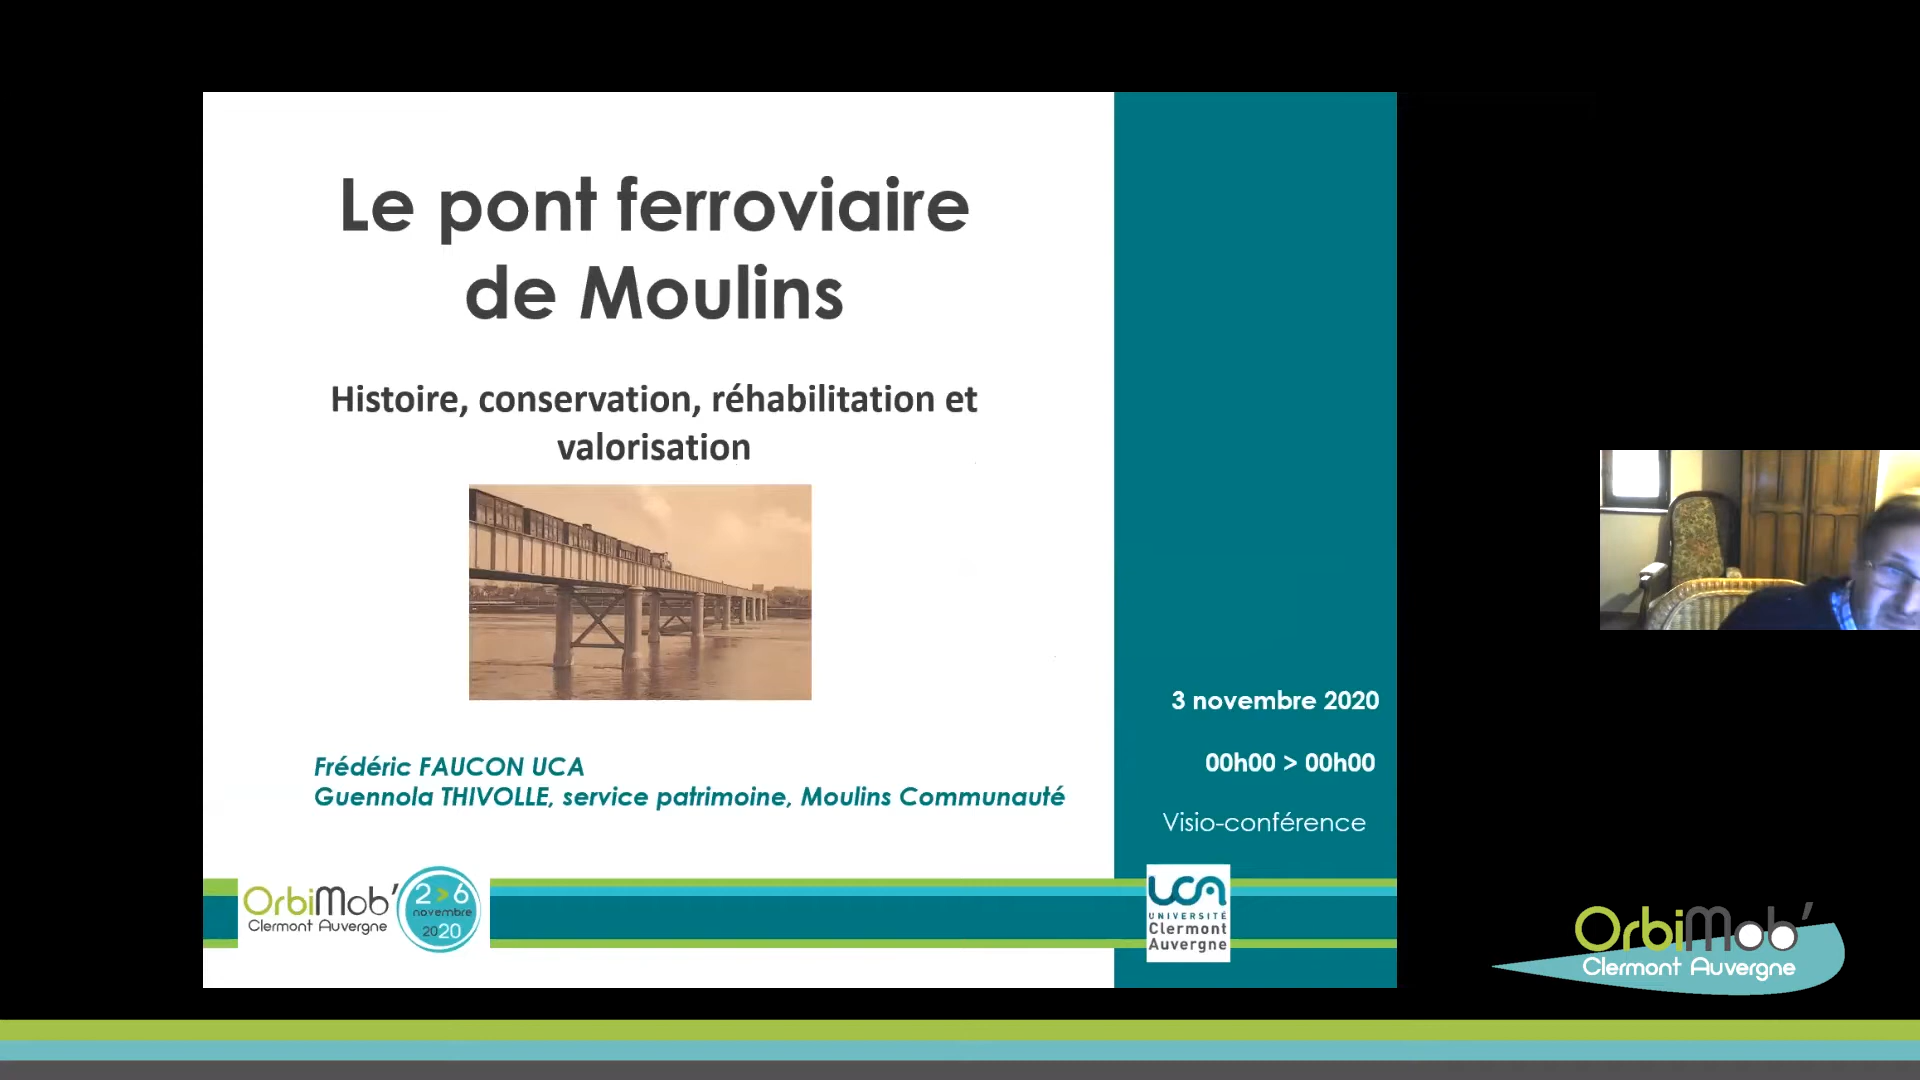 Le pont ferroviaire
de Moulins
Histoire, conservation, réhabilitation et
valorisation
Frédéric FAUCON UCA
Guennola THIVOLLE, service patrimoine, Moulins Communauté
3 novembre 2020
00h00 > 00h00
Visio-conférence
OrbiMob'
Clermont Auvergne
2>6
novembre
2020
UCA
UNIVERSITÉ
Clermont
Auvergne
OrbiMob'
Clermont Auvergne